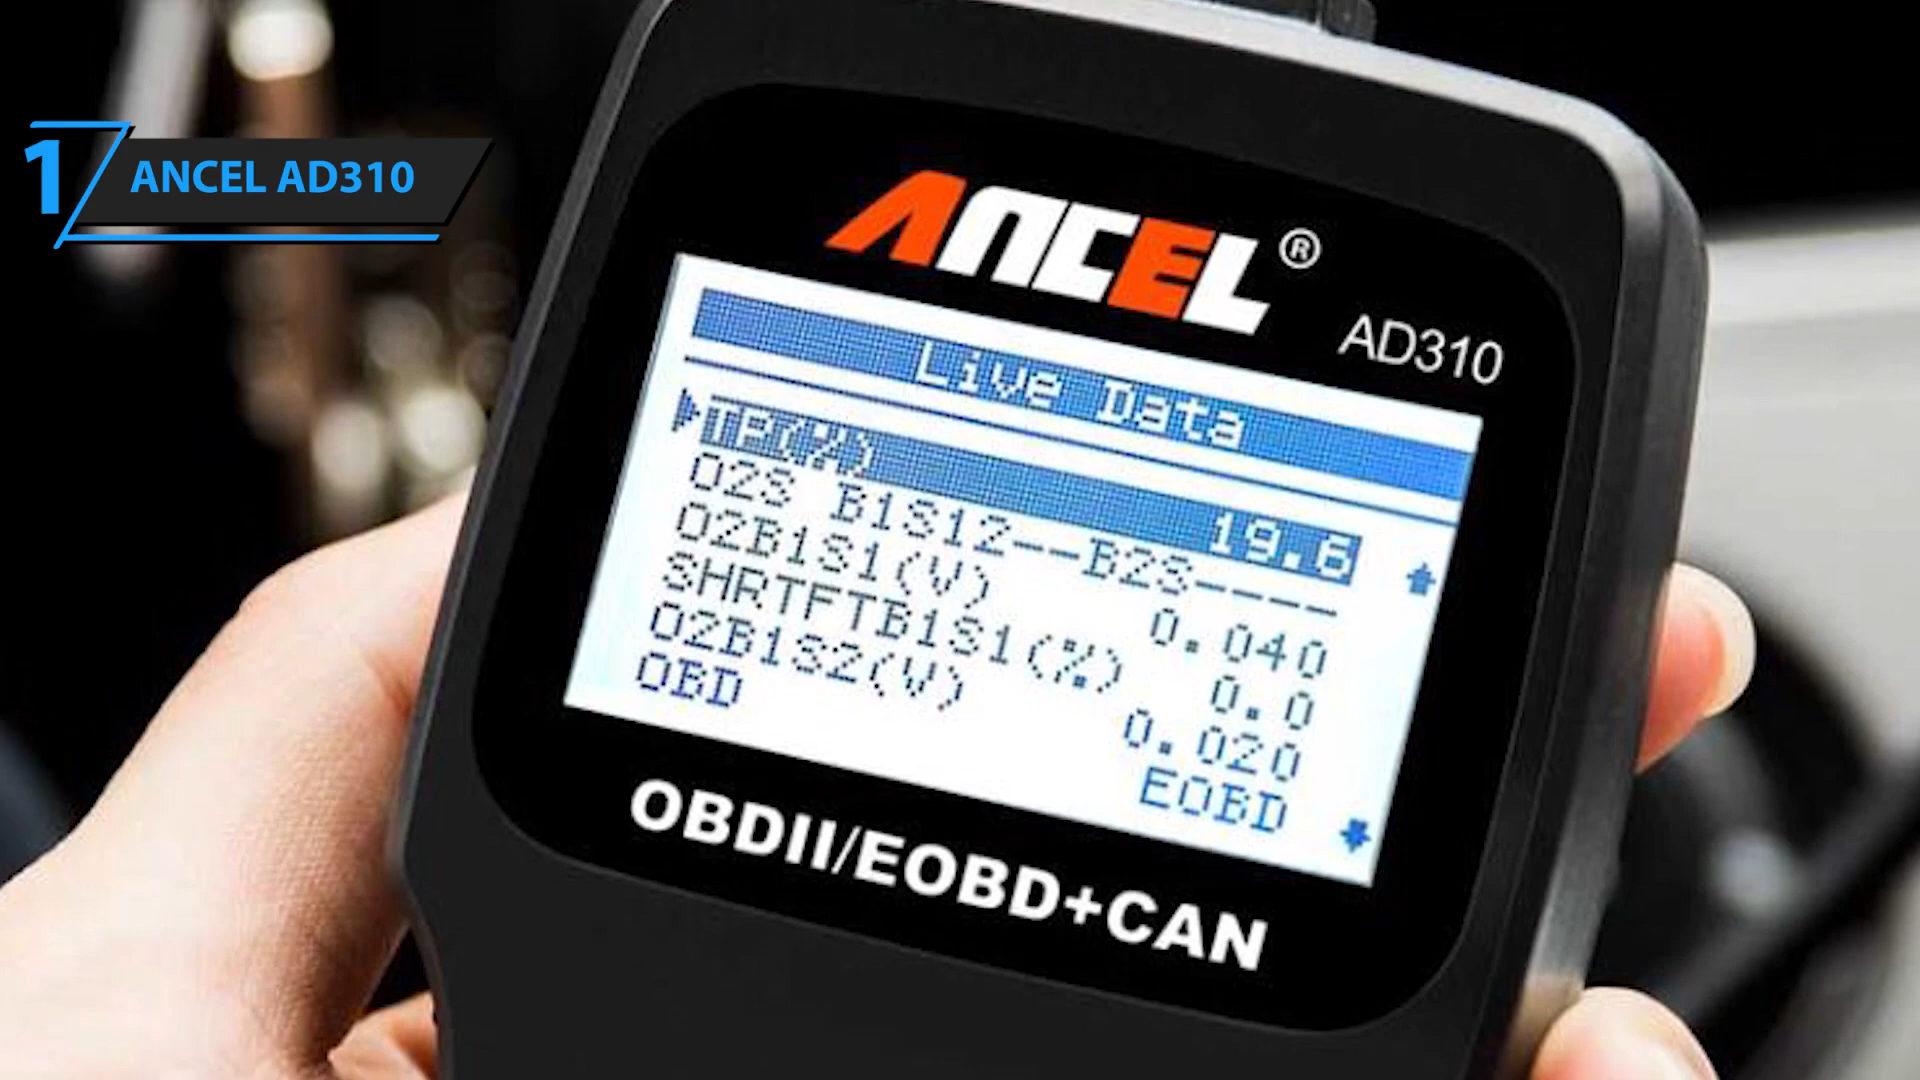 1 ANCEL AD310
ANCEL®
AD310
Live Data
TP(%) 19.6
O2S B1S12--B2S----
O2B1S1(V) 0.040
SHRTFTB1S1(%) 0.0
O2B1S2(V) 0.020
OBD EOBD
OBDII/EOBD+CAN